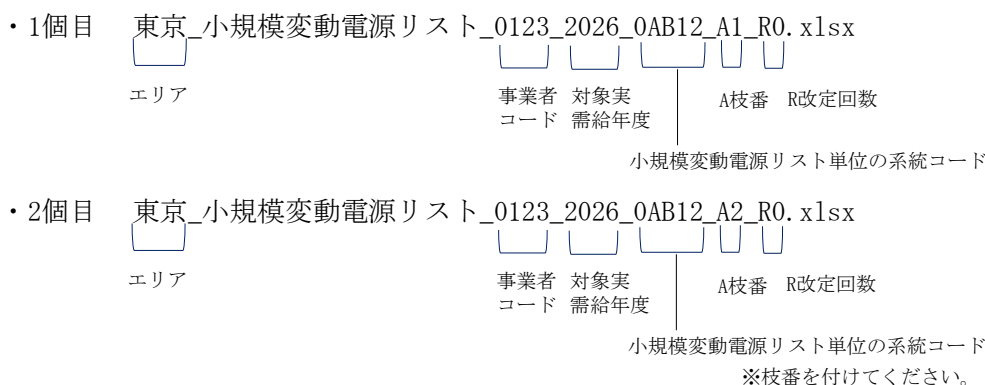 ・1個目 東京_小規模変動電源リスト_0123_2026_0AB12_A1_R0.xlsx
エリア 事業者コード 対象実需給年度 A枝番 R改定回数
小規模変動電源リスト単位の系統コード
・2個目 東京_小規模変動電源リスト_0123_2026_0AB12_A2_R0.xlsx
エリア 事業者コード 対象実需給年度 A枝番 R改定回数
小規模変動電源リスト単位の系統コード
※枝番を付けてください。